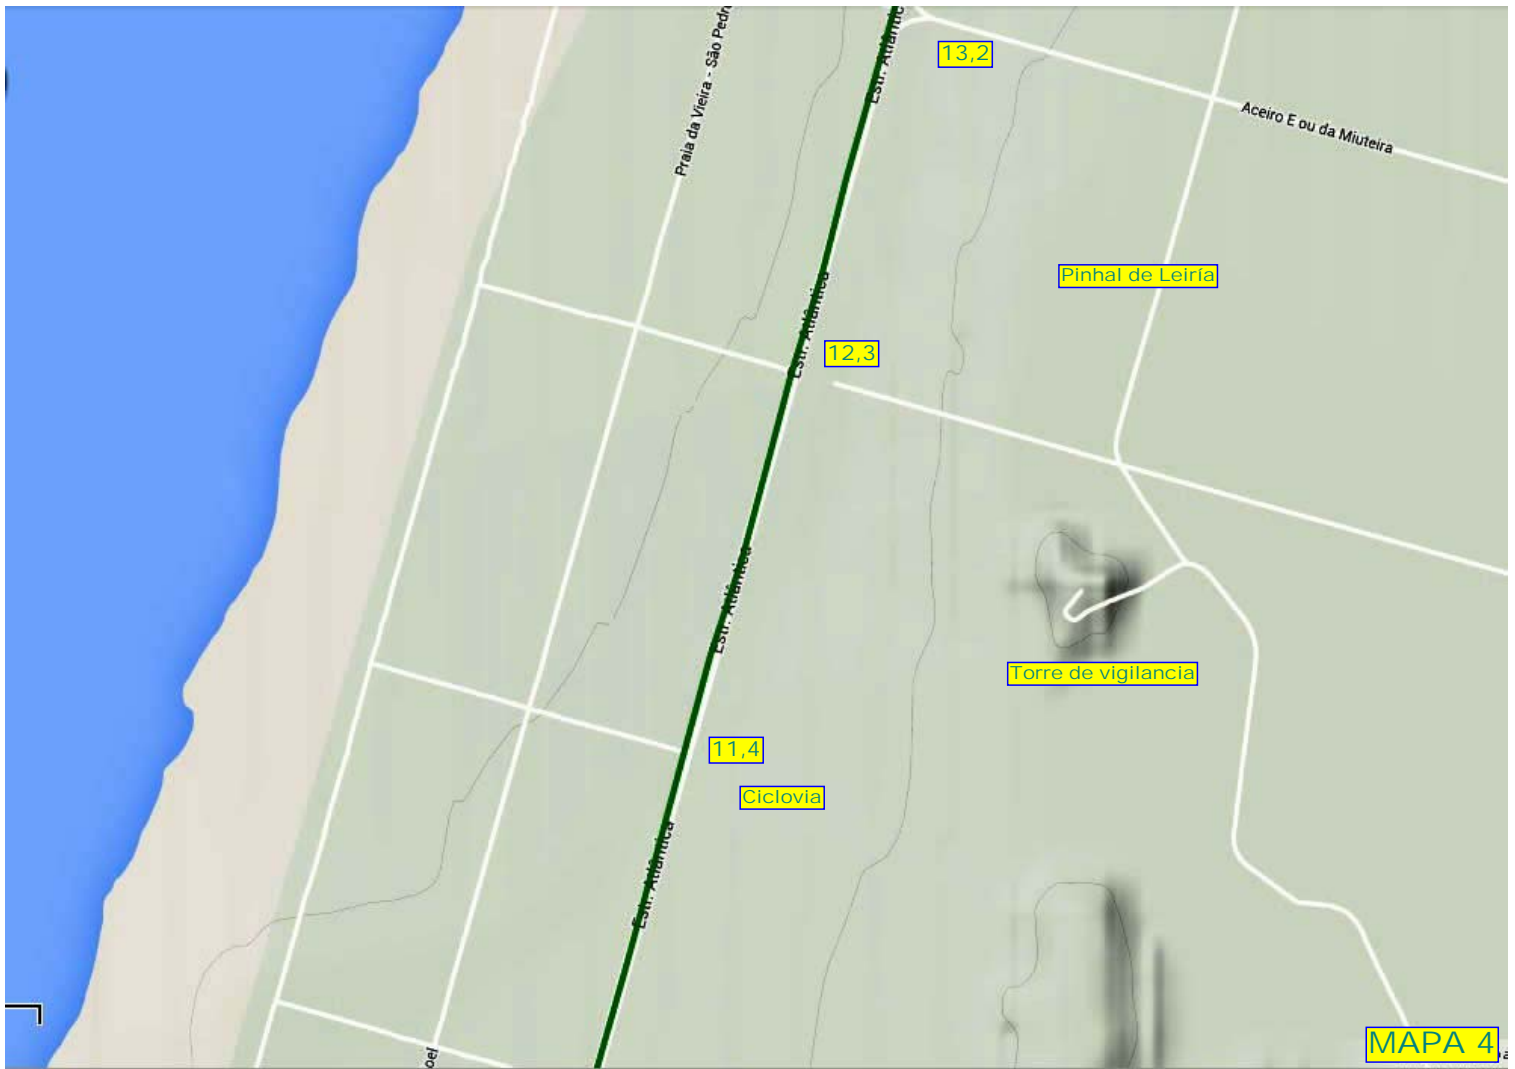 Praia da Vieira - São Pedro
Estr. Atlântica
13,2
Aceiro E ou da Miuteira
Pinhal de Leiría
Estr. Atlântica
12,3
Estr. Atlântica
Torre de vigilancia
11,4
Ciclovia
Estr. Atlântica
MAPA 4